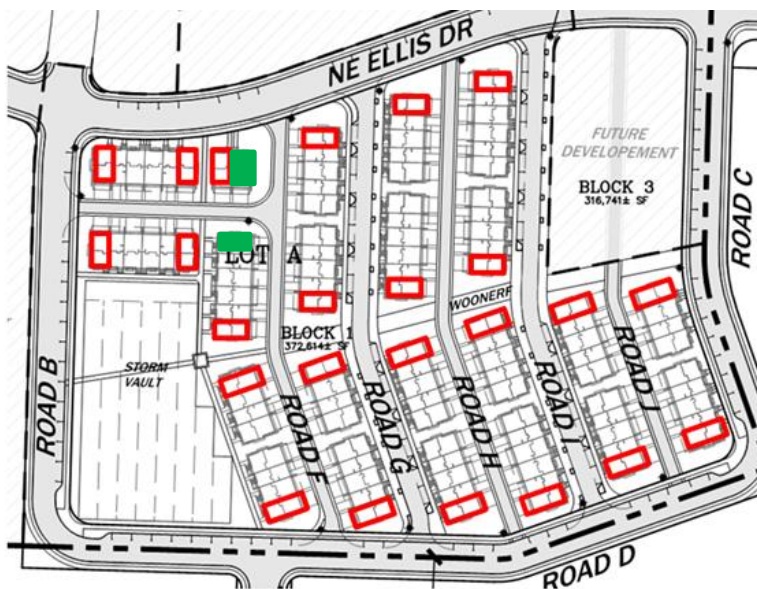 NE ELLIS DR
FUTURE
DEVELOPEMENT
BLOCK 3
316,741± SF
ROAD C
LOT A
WOONERF
BLOCK 1
372,614± SF
STORM
VAULT
ROAD B
ROAD F
ROAD G
ROAD H
ROAD I
ROAD J
ROAD D